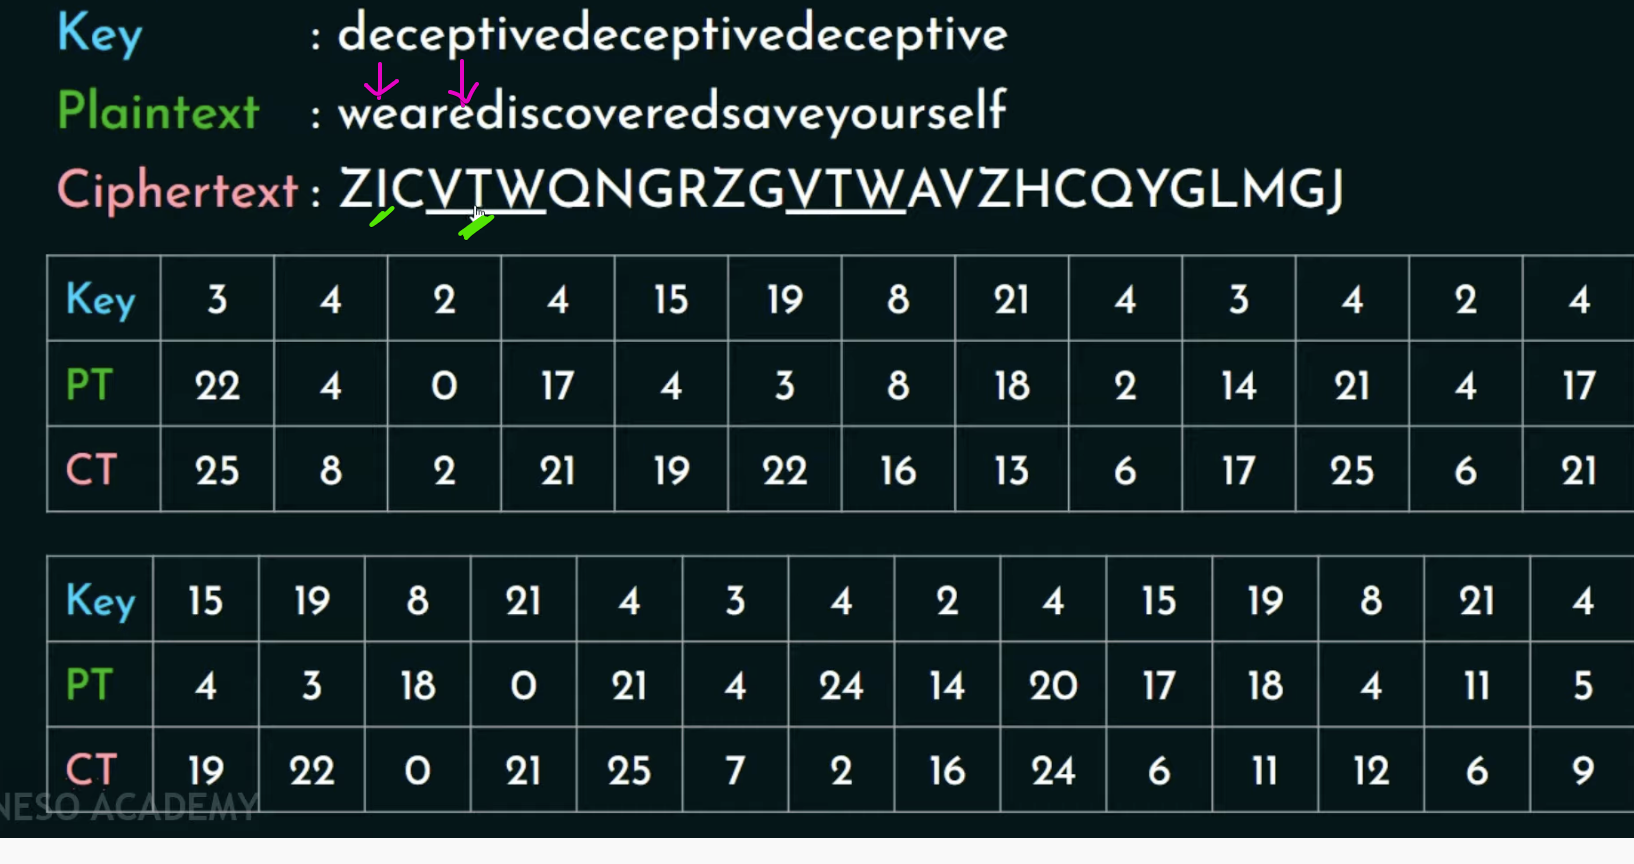 Key : deceptivedeceptivedeceptive
Plaintext : wearediscoveredsaveyourself
Ciphertext : ZICVTWQNGRZGVTWAVZHCQYGLMGJ
Key 3 4 2 4 15 19 8 21 4 3 4 2 4
PT 22 4 0 17 4 3 8 18 2 14 21 4 17
CT 25 8 2 21 19 22 16 13 6 17 25 6 21
Key 15 19 8 21 4 3 4 2 4 15 19 8 21 4
PT 4 3 18 0 21 4 24 14 20 17 18 4 11 5
CT 19 22 0 21 25 7 2 16 24 6 11 12 6 9
NESO ACADEMY